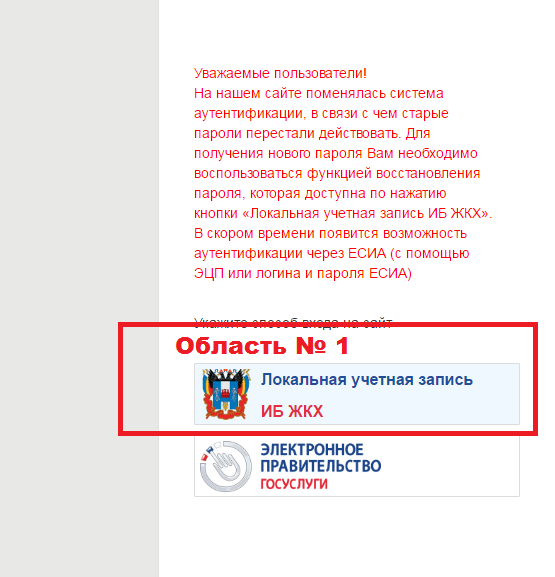 Уважаемые пользователи!
На нашем сайте поменялась система
аутентификации, в связи с чем старые
пароли перестали действовать. Для
получения нового пароля Вам необходимо
воспользоваться функцией восстановления
пароля, которая доступна по нажатию
кнопки «Локальная учетная запись ИБ ЖКХ».
В скором времени появится возможность
аутентификации через ЕСИА (с помощью
ЭЦП или логина и пароля ЕСИА)
Укажите способ входа на сайт
Область № 1
Локальная учетная запись
ИБ ЖКХ
ЭЛЕКТРОННОЕ
ПРАВИТЕЛЬСТВО
ГОСУСЛУГИ